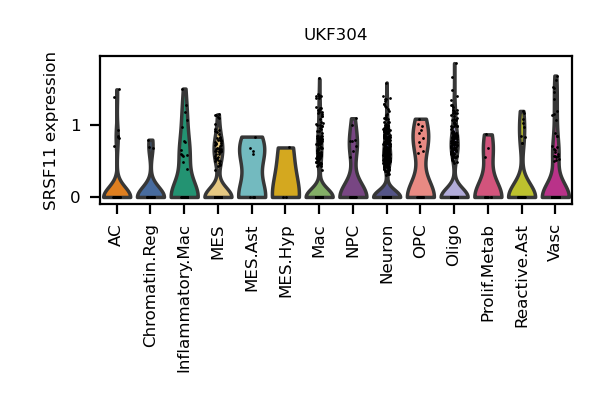 UKF304
SRSF11 expression
1
0
AC
Chromatin.Reg
Inflammatory.Mac
MES
MES.Ast
MES.Hyp
Mac
NPC
Neuron
OPC
Oligo
Prolif.Metab
Reactive.Ast
Vasc